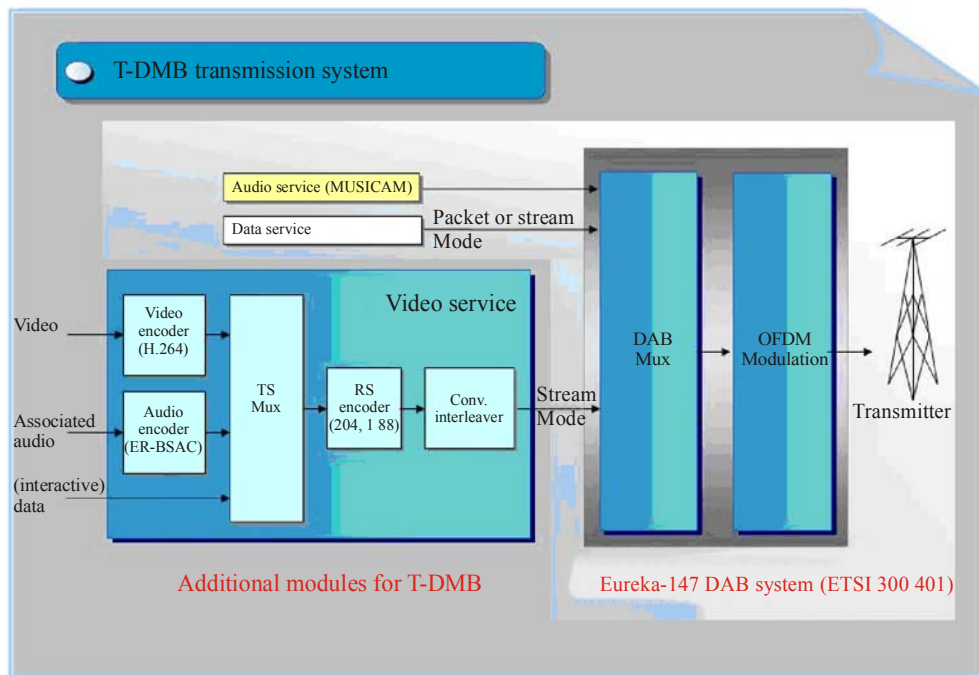 T-DMB transmission system
Audio service (MUSICAM)
Data service
Packet or stream
Mode
Video service
Video
Video
encoder
(H.264)
Associated
audio
Audio
encoder
(ER-BSAC)
(interactive)
data
TS
Mux
RS
encoder
(204, 1 88)
Conv.
interleaver
Stream
Mode
DAB
Mux
OFDM
Modulation
Transmitter
Additional modules for T-DMB
Eureka-147 DAB system (ETSI 300 401)